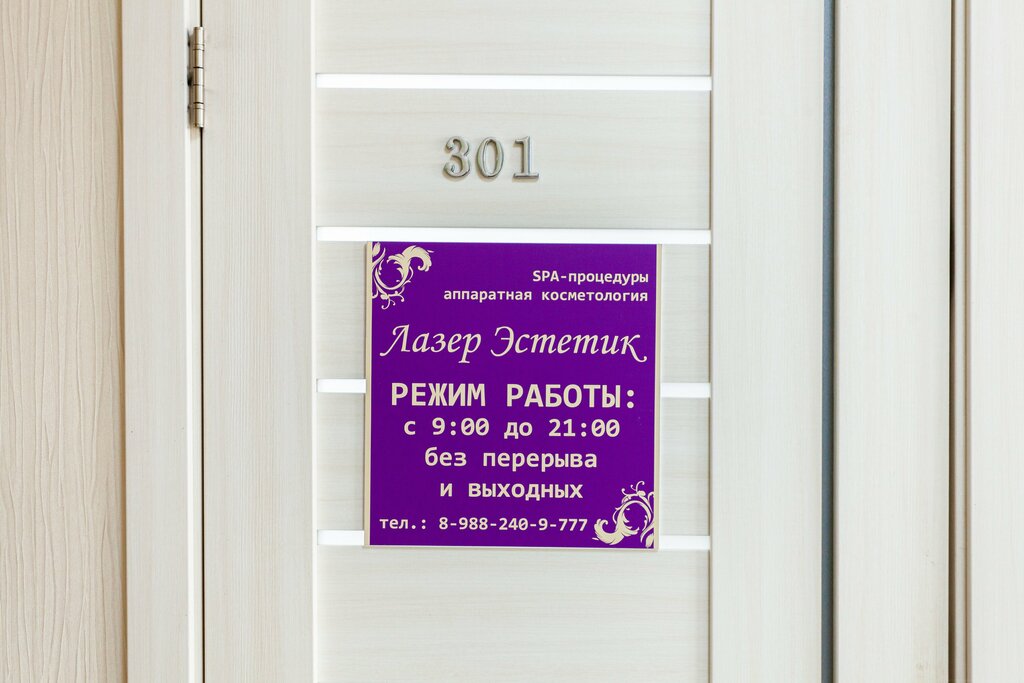 301
SPA-процедуры
аппаратная косметология
Лазер Эстетик
РЕЖИМ РАБОТЫ:
с 9:00 до 21:00
без перерыва
и выходных
тел.: 8-988-240-9-777